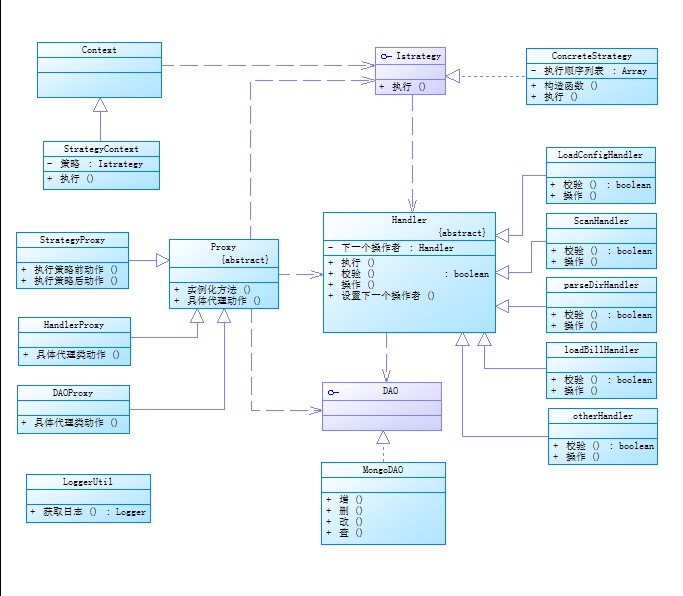 Context
Istrategy
+ 执行 ()
ConcreteStrategy
- 执行顺序列表 : Array
+ 构造函数 ()
+ 执行 ()
StrategyContext
- 策略 : Istrategy
+ 执行 ()
LoadConfigHandler
+ 校验 () : boolean
+ 操作 ()
Handler
{abstract}
- 下一个操作者 : Handler
+ 执行 ()
+ 校验 () : boolean
+ 操作 ()
+ 设置下一个操作者 ()
ScanHandler
+ 校验 () : boolean
+ 操作 ()
StrategyProxy
+ 执行策略前动作 ()
+ 执行策略后动作 ()
Proxy
{abstract}
+ 实例化方法 ()
+ 具体代理动作 ()
parseDirHandler
+ 校验 () : boolean
+ 操作 ()
HandlerProxy
+ 具体代理类动作 ()
loadBillHandler
+ 校验 () : boolean
+ 操作 ()
DAOProxy
+ 具体代理类动作 ()
DAO
otherHandler
+ 校验 () : boolean
+ 操作 ()
LoggerUtil
+ 获取日志 () : Logger
MongoDAO
+ 增 ()
+ 删 ()
+ 改 ()
+ 查 ()